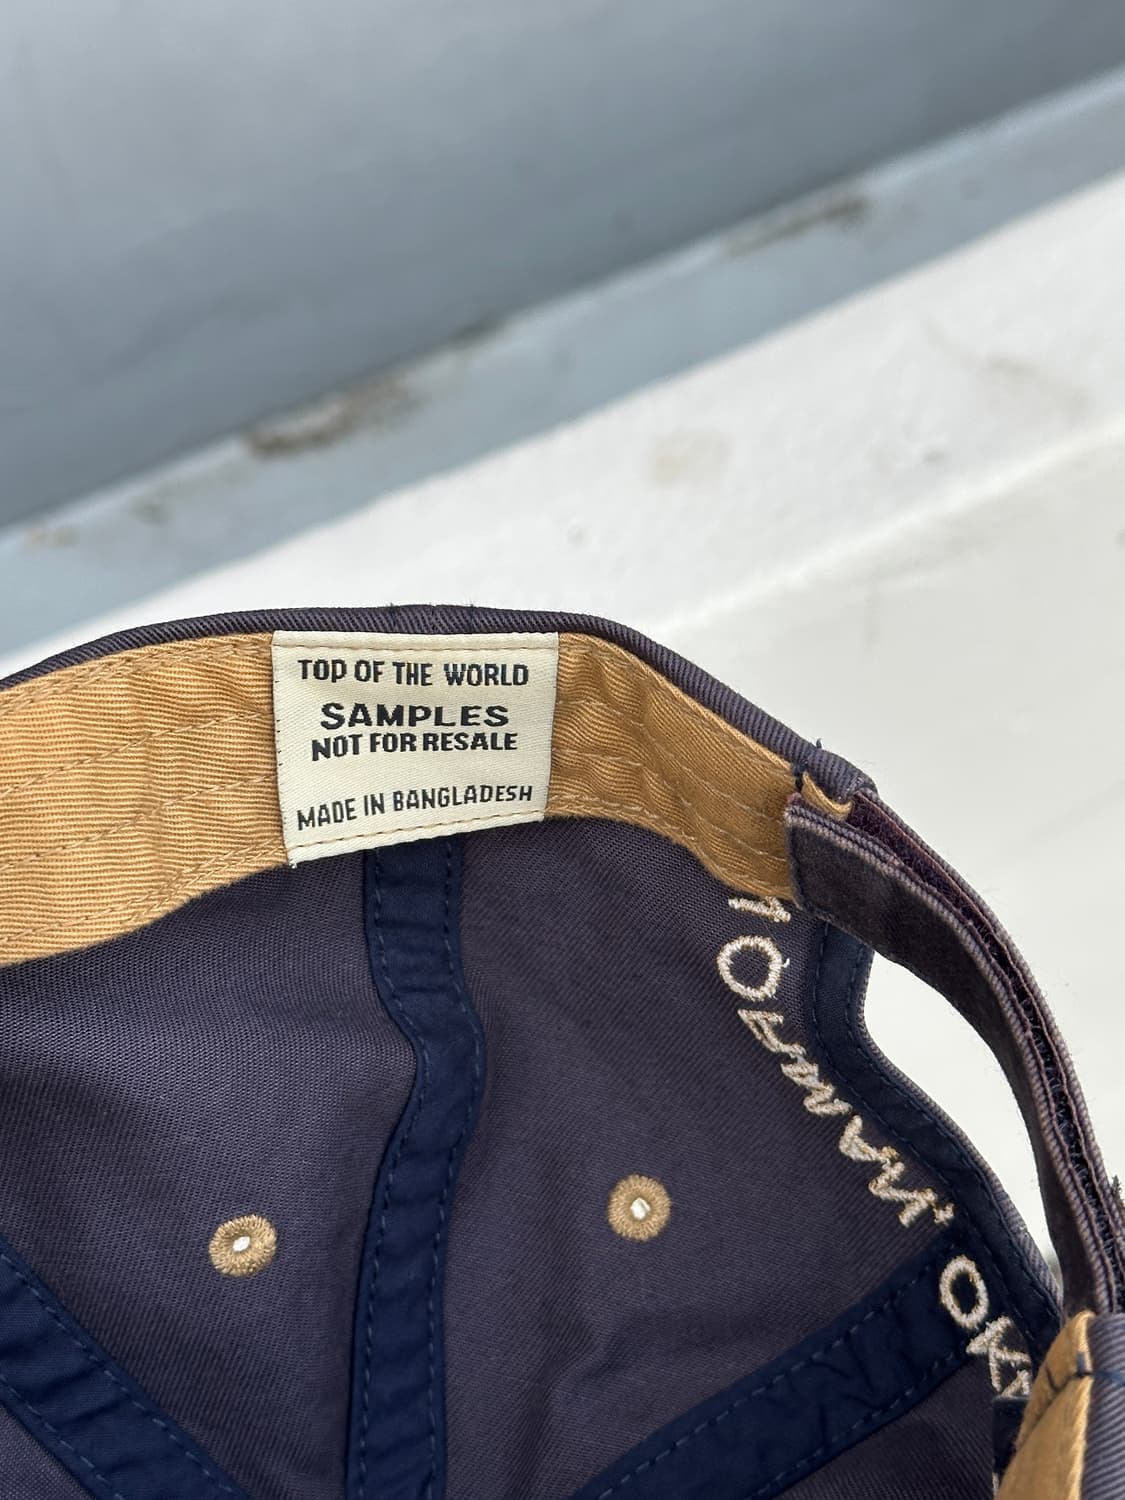 TOP OF THE WORLD
SAMPLES
NOT FOR RESALE
MADE IN BANGLADESH